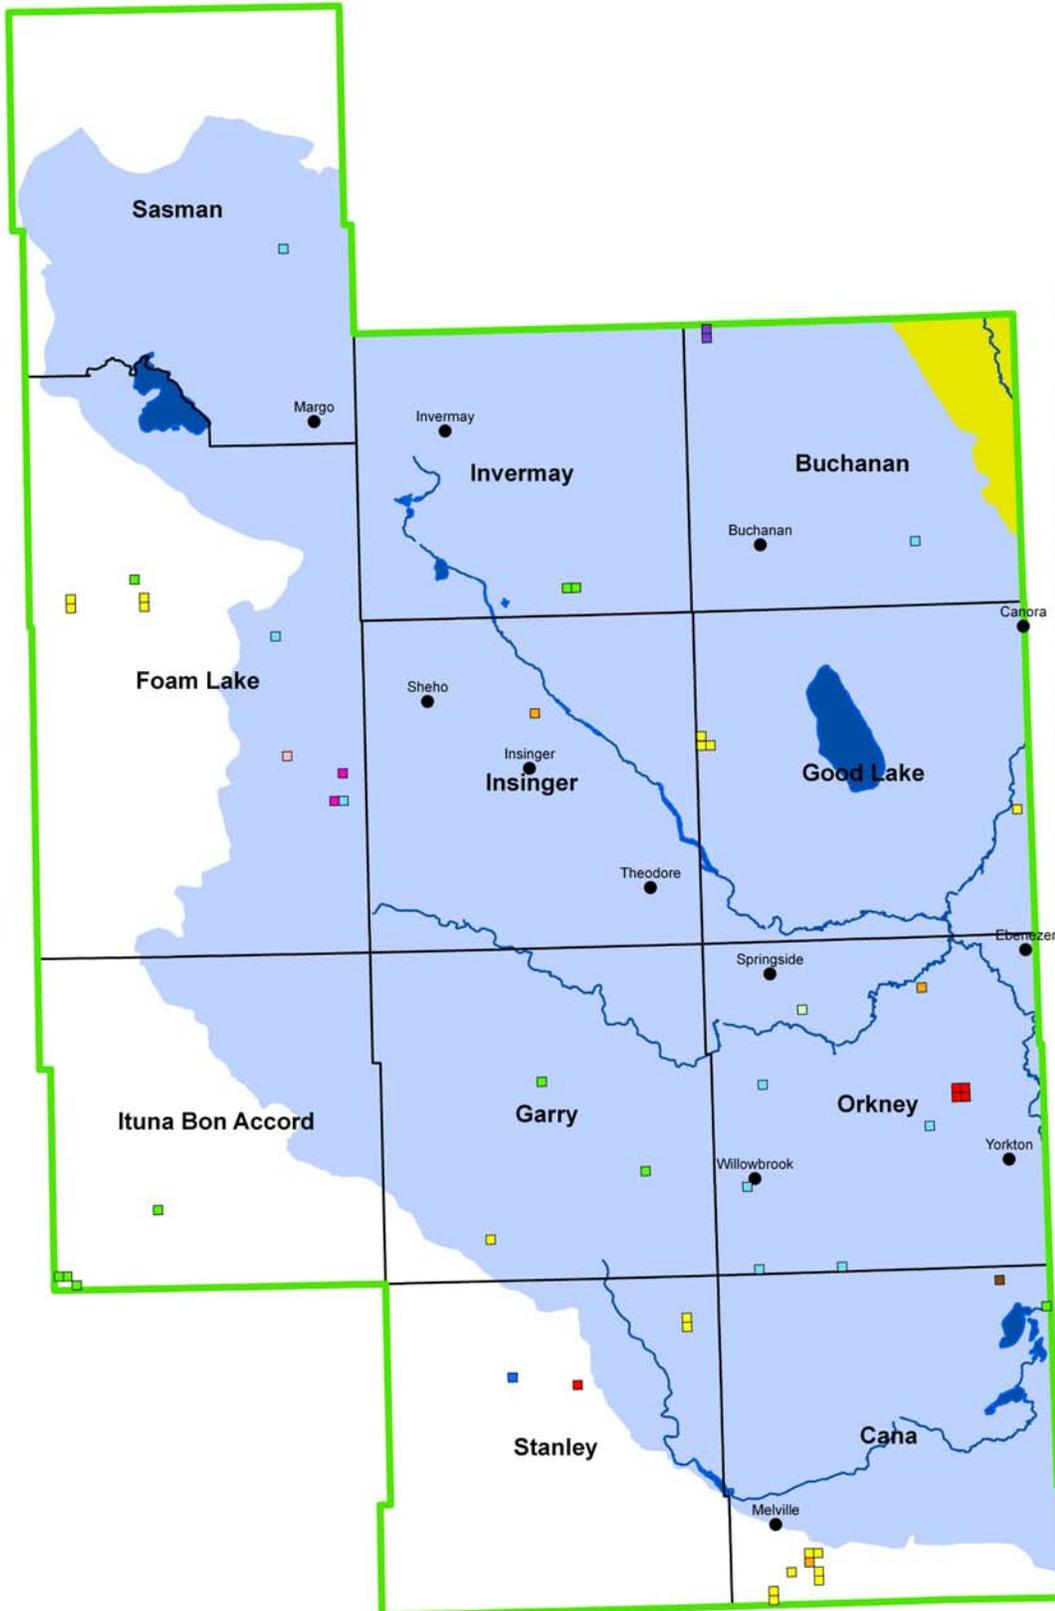 Sasman
Margo
Invermay
Invermay
Buchanan
Buchanan
Canora
Foam Lake
Sheho
Insinger
Insinger
Good Lake
Theodore
Ebenezer
Springside
Ituna Bon Accord
Garry
Orkney
Yorkton
Willowbrook
Stanley
Cana
Melville